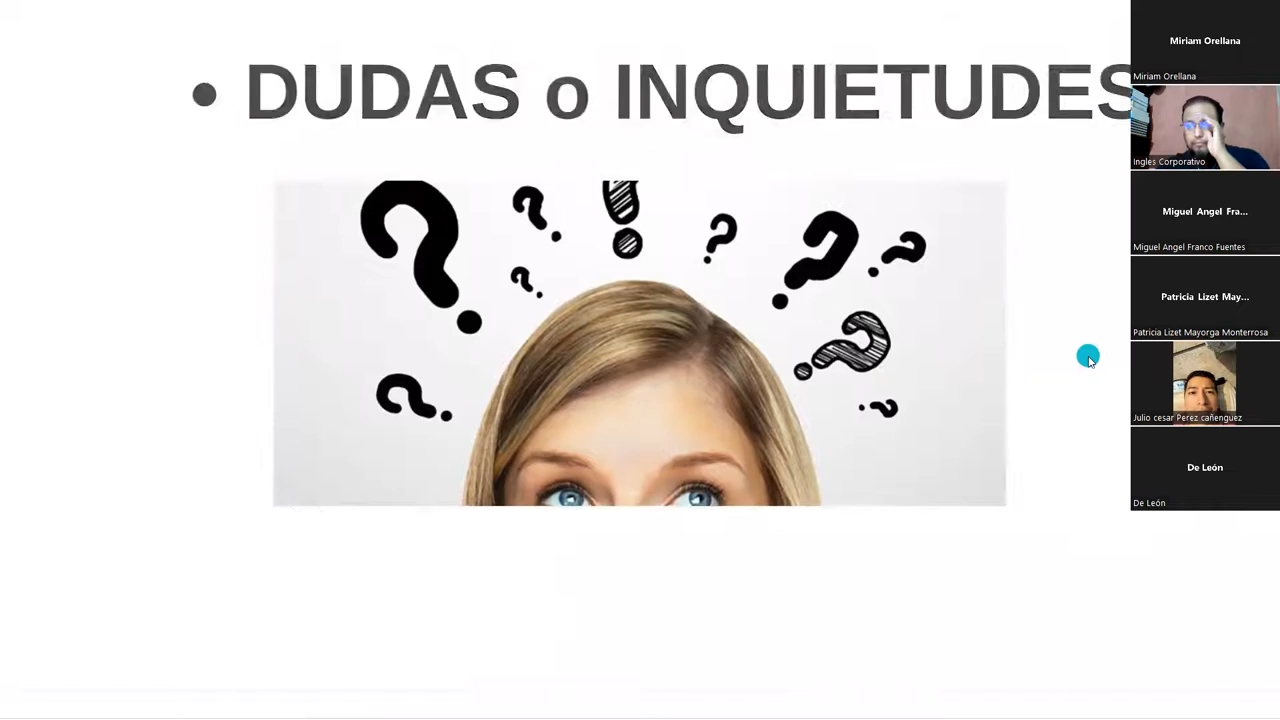 • DUDAS o INQUIETUDES
Miriam Orellana
Miriam Orellana
Ingles Corporativo
Miguel Angel Fra...
Miguel Angel Franco Fuentes
Patricia Lizet May...
Patricia Lizet Mayorga Monterrosa
Julio cesar Perez cañenguez
De León
De León